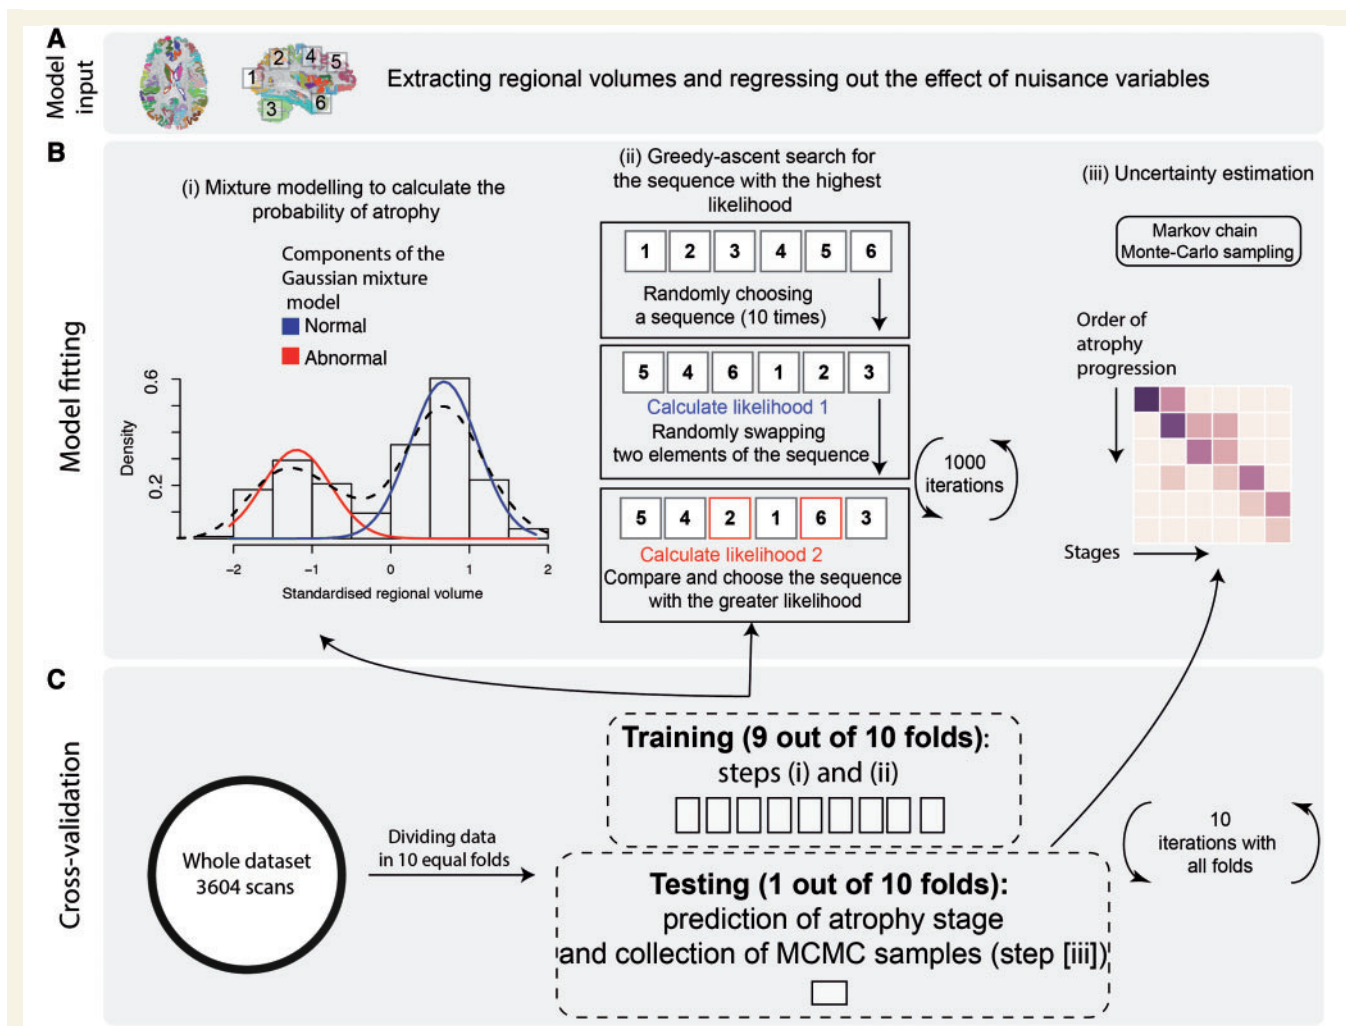 A
Model
input
1
2
4
5
3
6
Extracting regional volumes and regressing out the effect of nuisance variables
B
Model fitting
(i) Mixture modelling to calculate the
probability of atrophy
Components of the
Gaussian mixture
model
Normal
Abnormal
0.6
0.2
Density
−2 −1 0 1 2
Standardised regional volume
(ii) Greedy-ascent search for
the sequence with the highest
likelihood
1 2 3 4 5 6
Randomly choosing
a sequence (10 times)
5 4 6 1 2 3
Calculate likelihood 1
Randomly swapping
two elements of the sequence
5 4 2 1 6 3
Calculate likelihood 2
Compare and choose the sequence
with the greater likelihood
1000
iterations
(iii) Uncertainty estimation
Markov chain
Monte-Carlo sampling
Order of
atrophy
progression
Stages
C
Cross-validation
Whole dataset
3604 scans
Dividing data
in 10 equal folds
Training (9 out of 10 folds):
steps (i) and (ii)
Testing (1 out of 10 folds):
prediction of atrophy stage
and collection of MCMC samples (step [iii])
10
iterations with
all folds